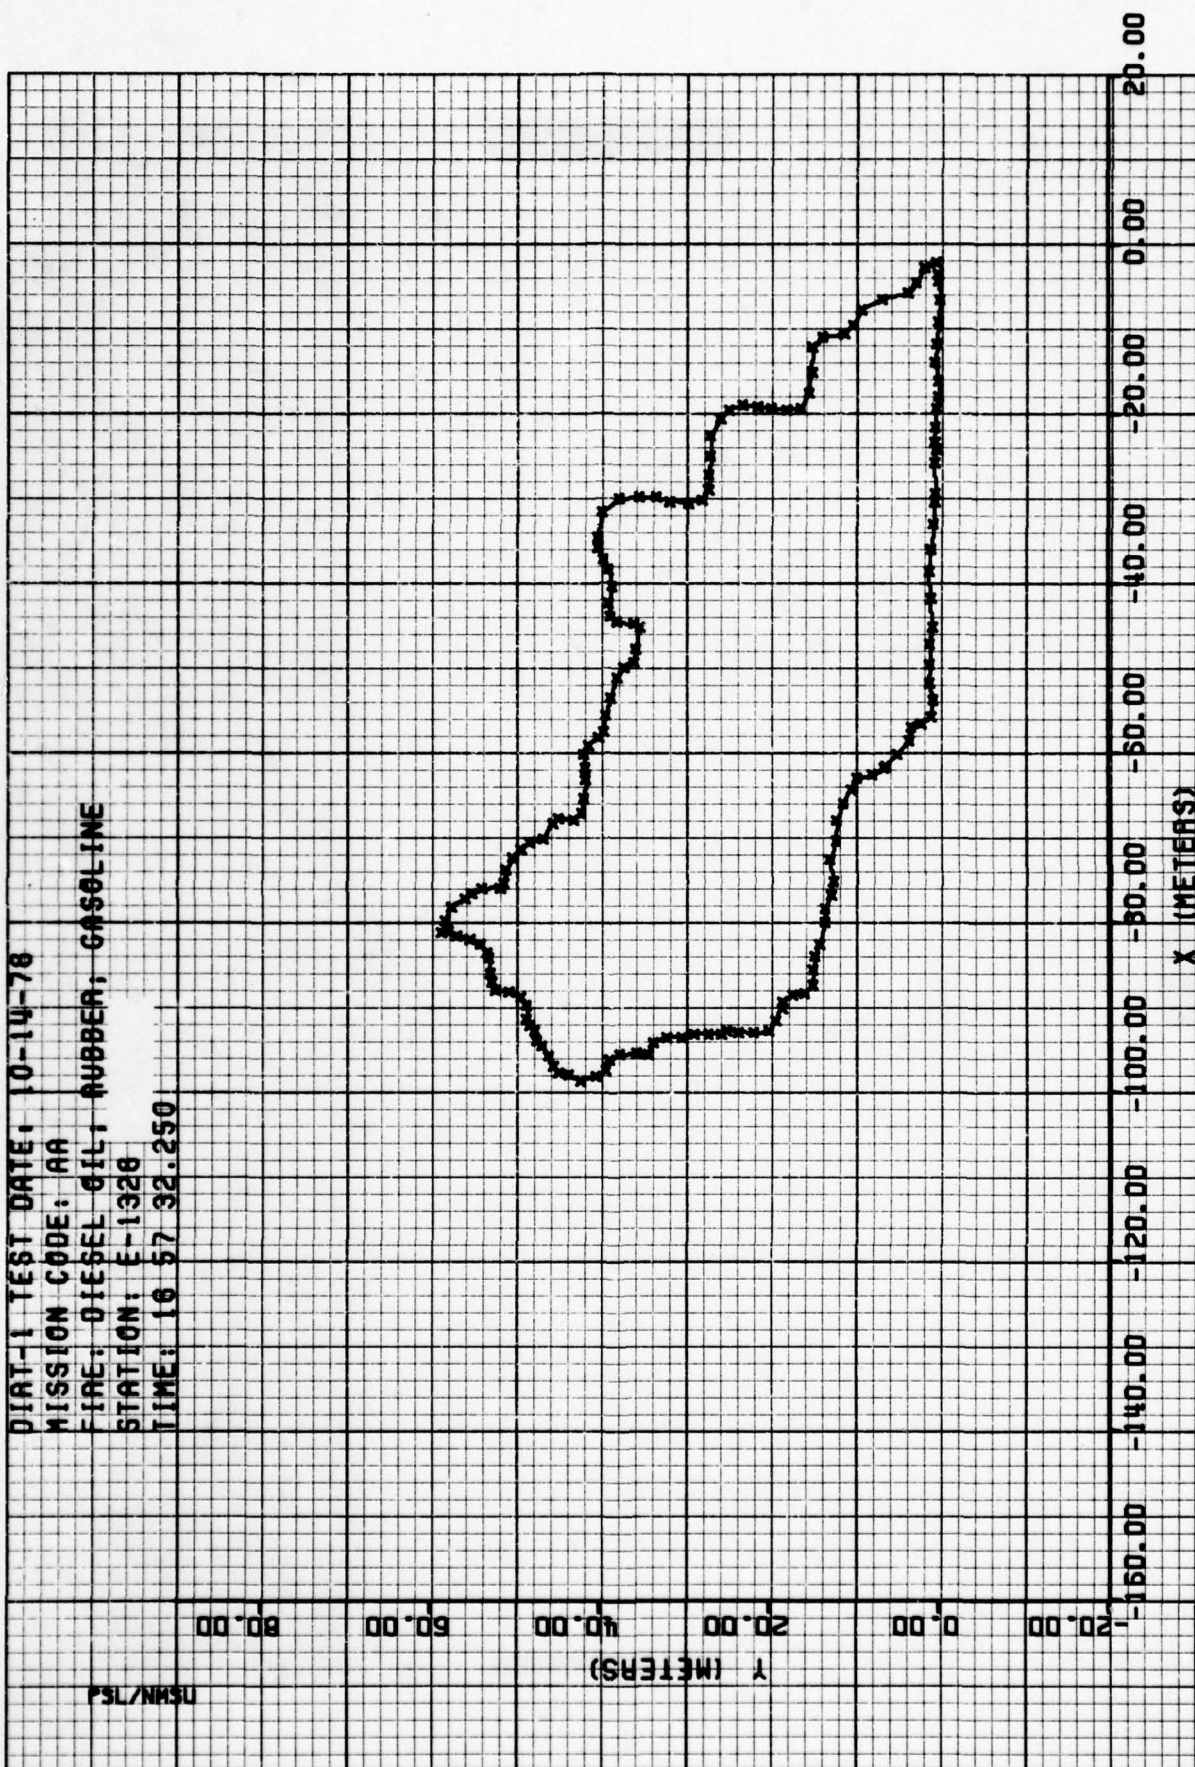 DIRT-1 TEST DATE: 10-14-78
MISSION CODE: AA
FIRE: DIESEL OIL; RUBBER; GASOLINE
STATION: E-1328
TIME: 16 57 32.250
PSL/NMSU
Y (METERS)
80.00
60.00
40.00
20.00
0.00
-20.00
-160.00
-140.00
-120.00
-100.00
-80.00
-60.00
-40.00
-20.00
0.00
20.00
X (METERS)